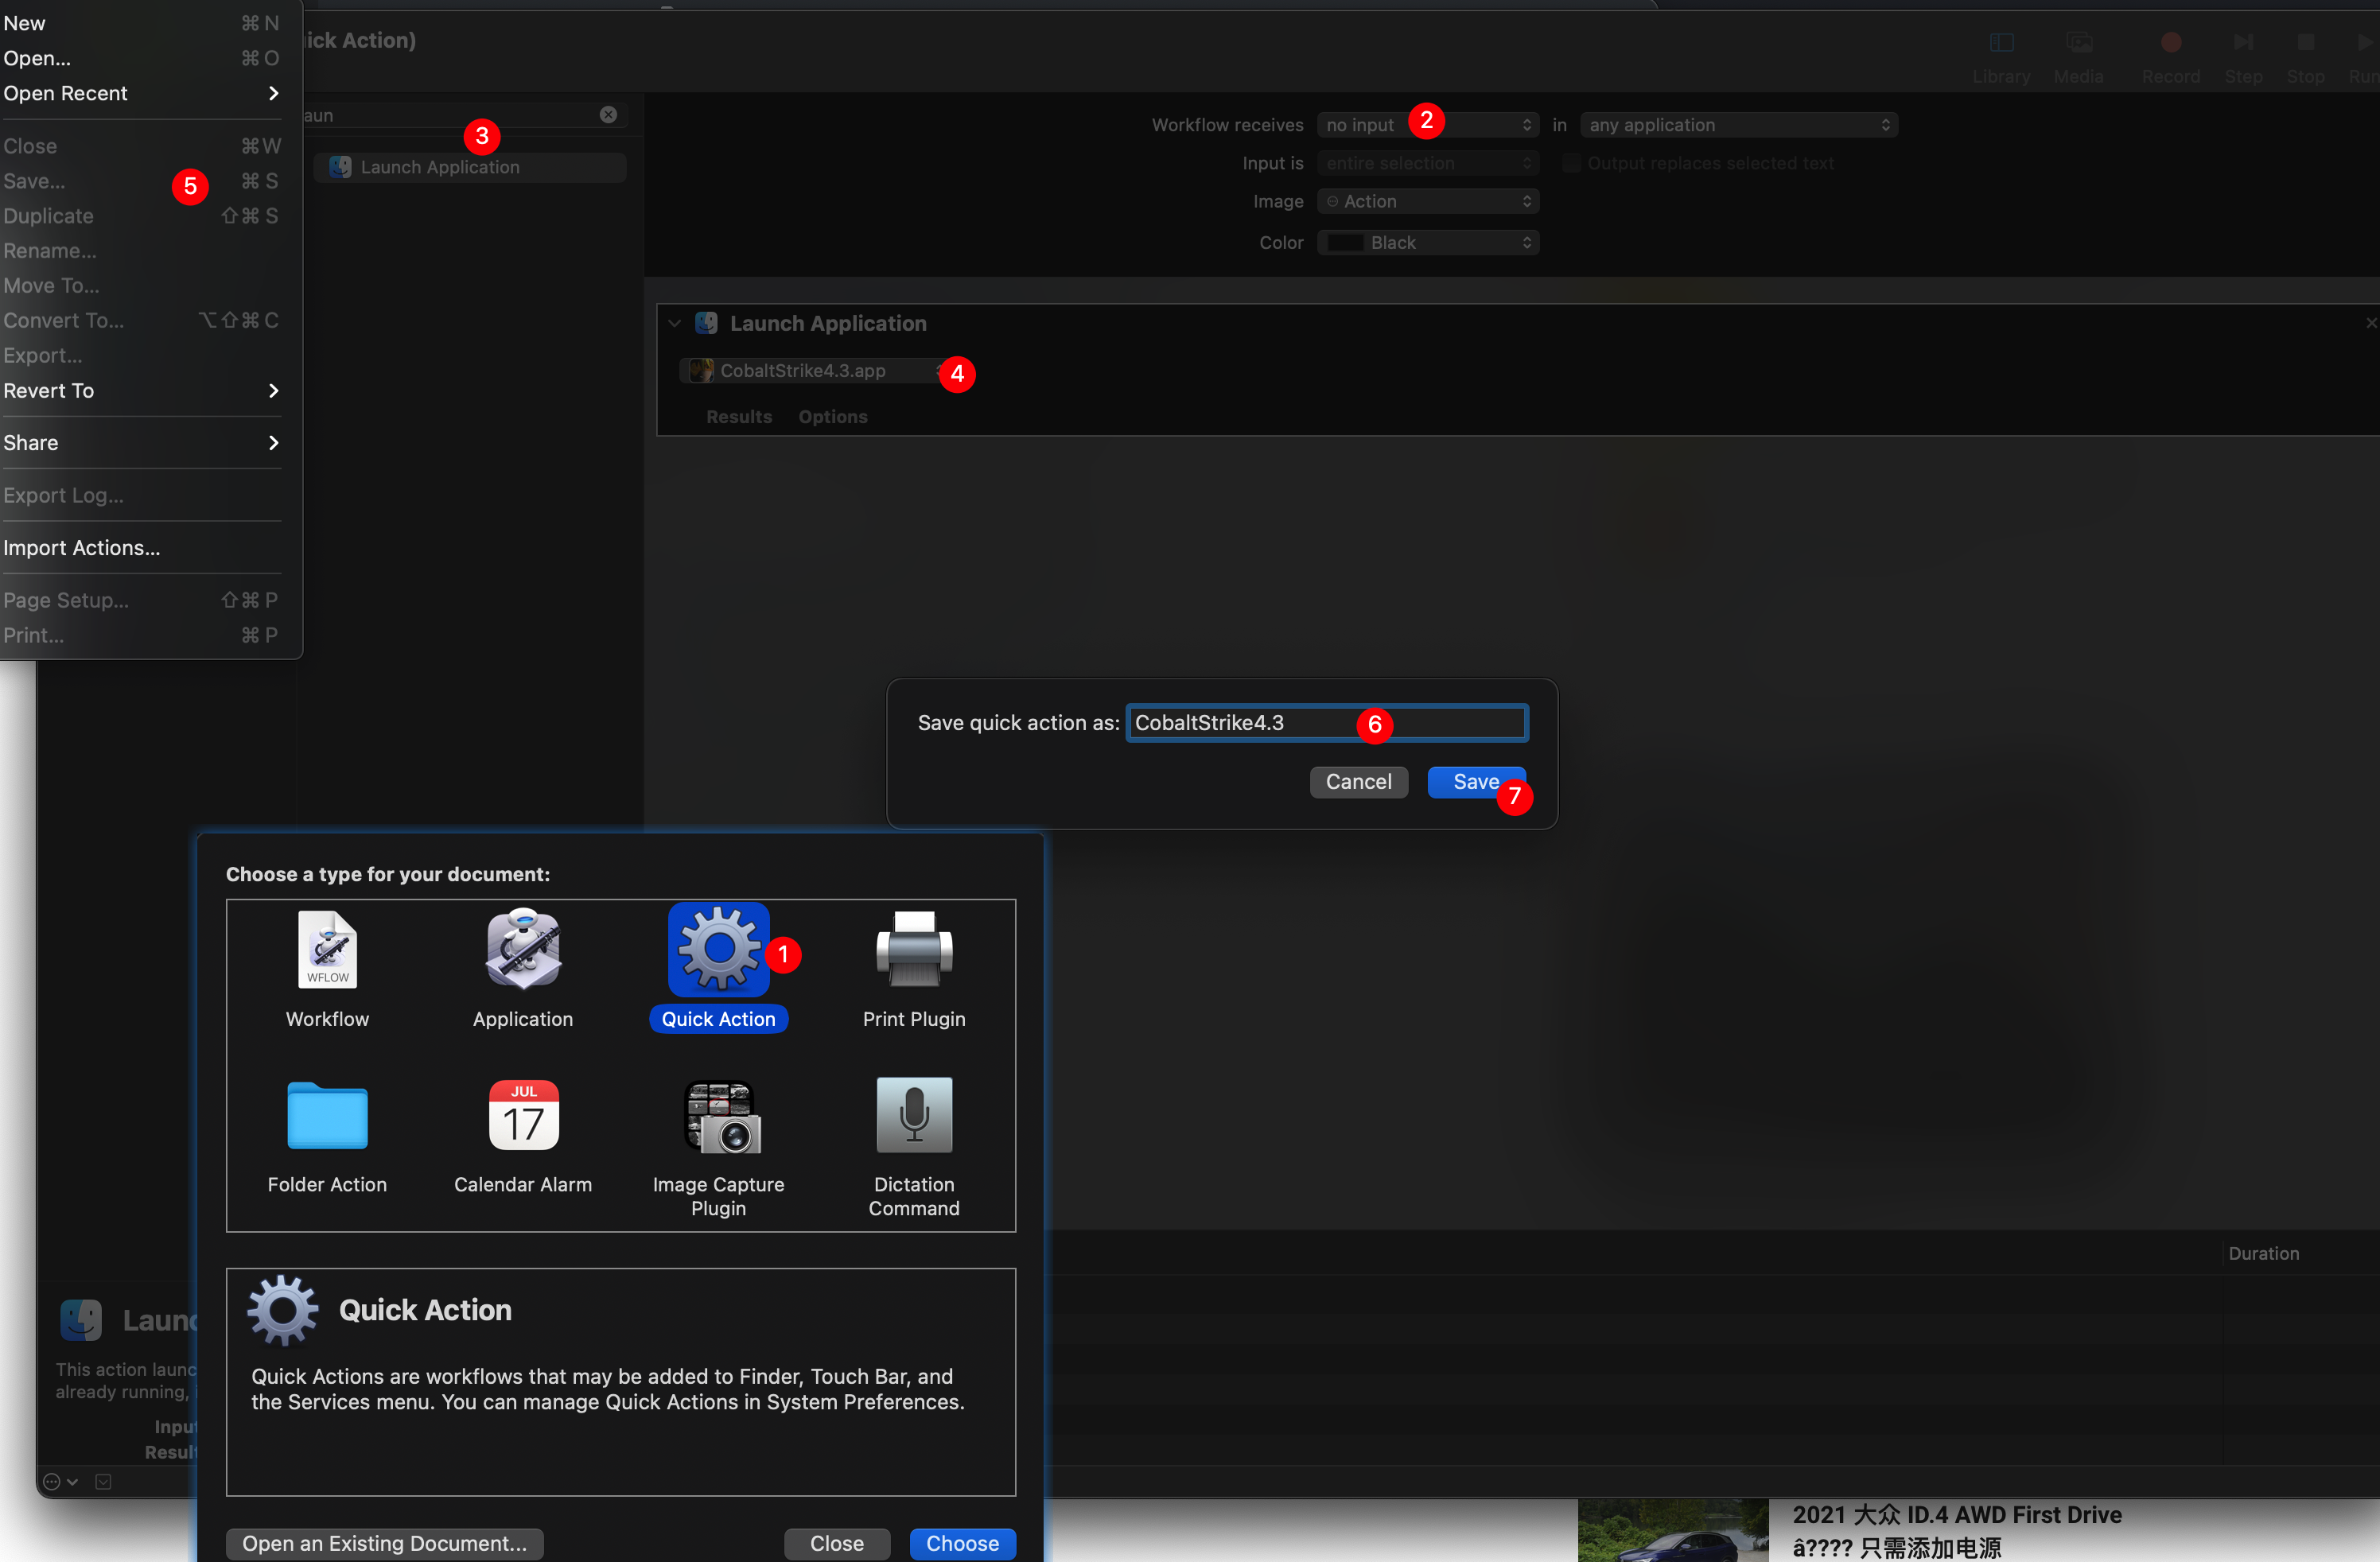 New ⌘ N
Open... ⌘ O
Open Recent
Close ⌘ W
Save... ⌘ S
5
Duplicate ⇧ ⌘ S
Rename...
Move To...
Convert To... ⌥ ⇧ ⌘ C
Export...
Revert To
Share
Export Log...
Import Actions...
Page Setup... ⇧ ⌘ P
Print... ⌘ P
ick Action)
Library Media Record Step Stop Run
aun
3
Launch Application
Workflow receives no input 2 in any application
Input is entire selection Output replaces selected text
Image Action
Color Black
Launch Application
CobaltStrike4.3.app 4
Results Options
Save quick action as: CobaltStrike4.3 6
Cancel Save 7
Choose a type for your document:
WFLOW
1
Workflow Application Quick Action Print Plugin
JUL
17
Folder Action Calendar Alarm Image Capture Plugin Dictation Command
Quick Action
Quick Actions are workflows that may be added to Finder, Touch Bar, and
the Services menu. You can manage Quick Actions in System Preferences.
Open an Existing Document... Close Choose
Duration
Launc
This action launc
already running, i
Input
Result
2021 大众 ID.4 AWD First Drive
â???? 只需添加电源